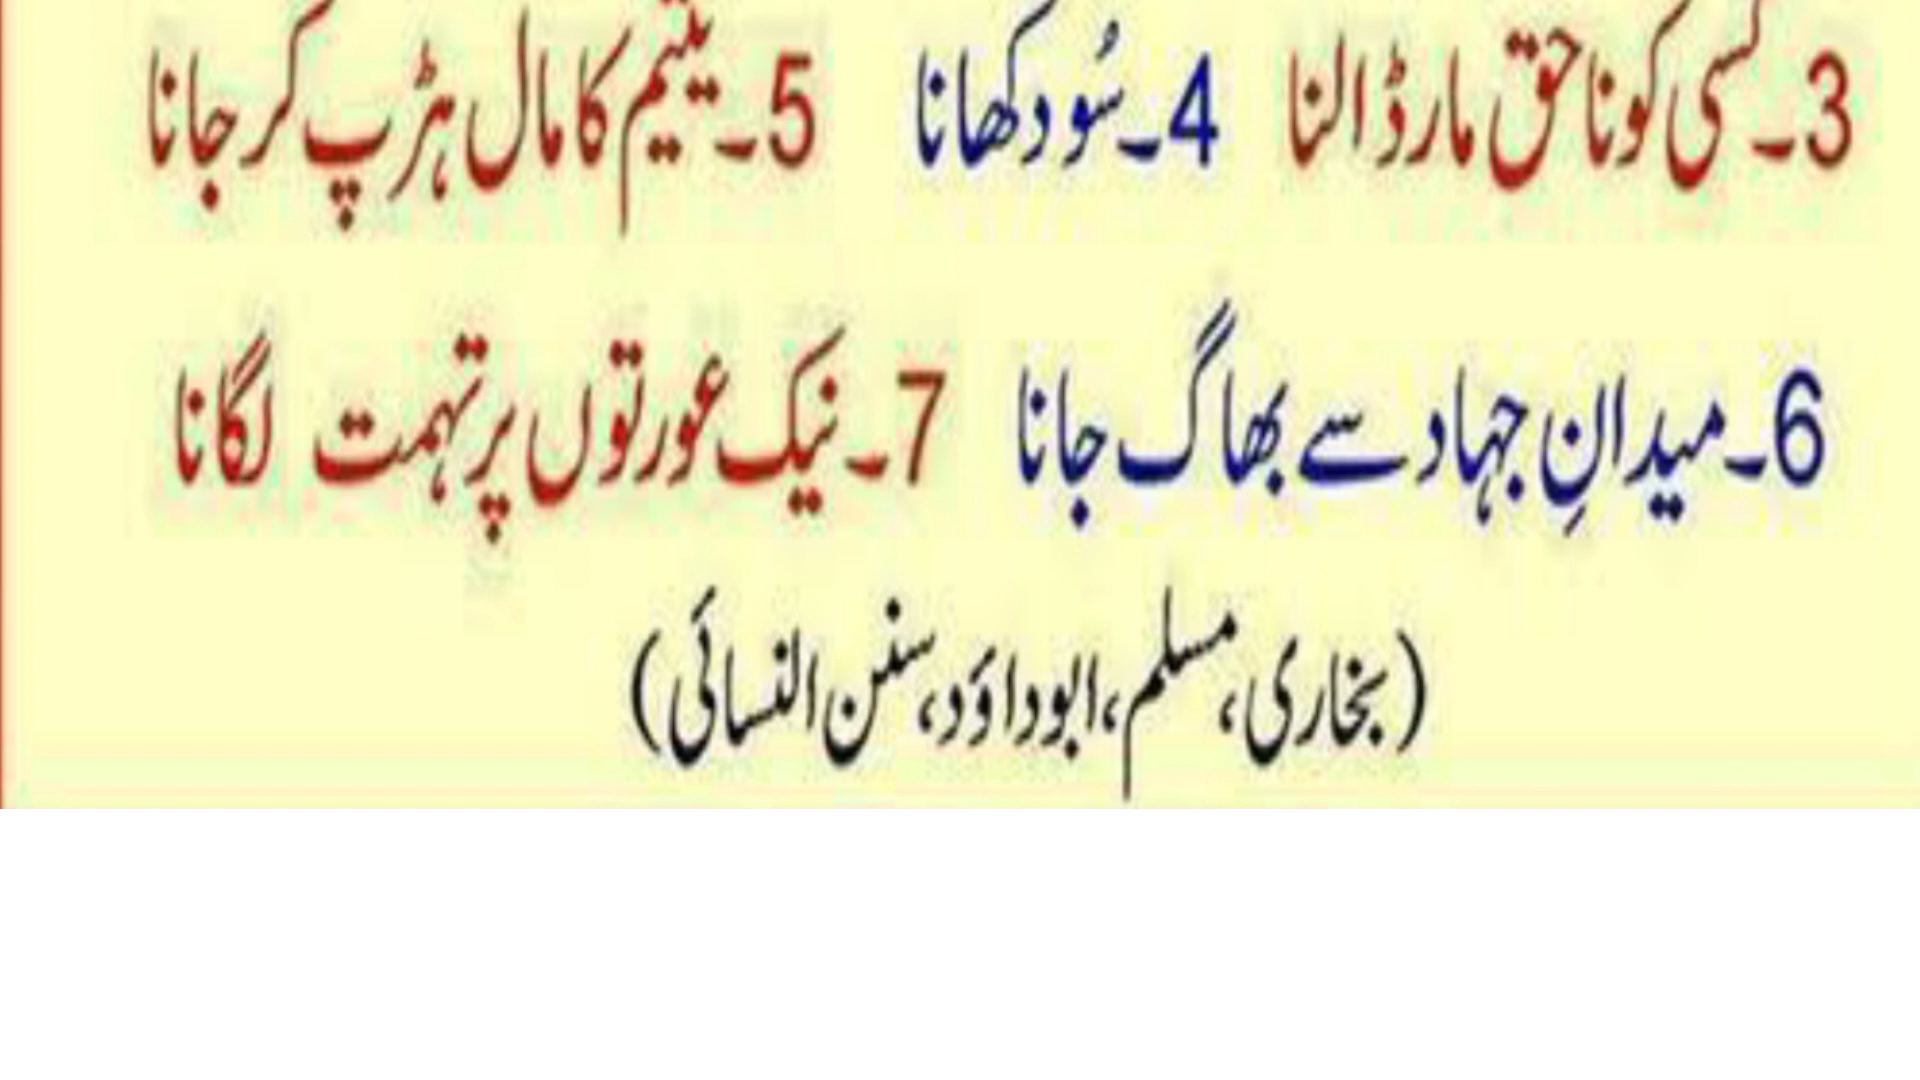 3۔کسی کو ناحق مار ڈالنا 4۔سُود کھانا 5۔یتیم کا مال ہڑپ کر جانا
6۔میدانِ جہاد سے بھاگ جانا 7۔نیک عورتوں پر تہمت لگانا
(بخاری، مسلم، ابوداؤد، سنن النسائی)